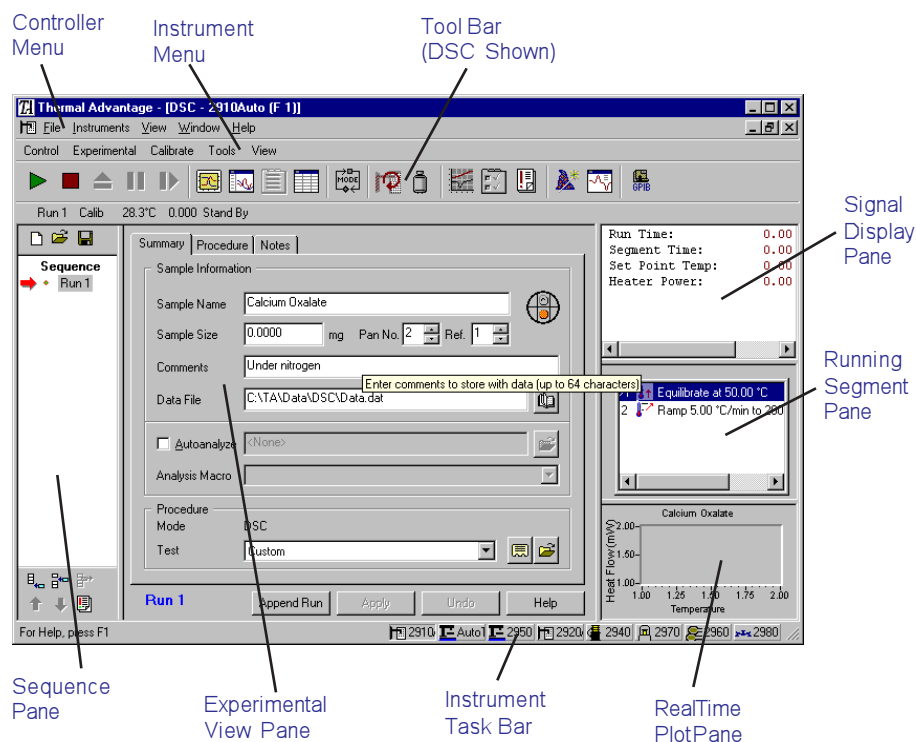 Controller
Menu
Instrument
Menu
Tool Bar
(DSC Shown)
Thermal Advantage - [DSC - 2910Auto (F 1)]
File Instruments View Window Help
Control Experimental Calibrate Tools View
MODE
GPIB
Run 1 Calib 28.3°C 0.000 Stand By
Signal
Display
Pane
Sequence
Run 1
Summary Procedure Notes
Sample Information
Sample Name Calcium Oxalate
Sample Size 0.0000 mg Pan No. 2 Ref. 1
Comments Under nitrogen
Enter comments to store with data (up to 64 characters)
Data File C:\TA\Data\DSC\Data.dat
Autoanalyze <None>
Analysis Macro
Procedure
Mode DSC
Test Custom
Run 1 Append Run Apply Undo Help
Run Time: 0.00
Segment Time: 0.00
Set Point Temp: 0.00
Heater Power: 0.00
Running
Segment
Pane
1 Equilibrate at 50.00 °C
2 Ramp 5.00 °C/min to 200
Calcium Oxalate
Heat Flow (mW)
2.00
1.50
1.00
1.00 1.25 1.50 1.75 2.00
Temperature
For Help, press F1
2910 Auto1 2950 2920 2940 2970 2960 2980
Sequence
Pane
Experimental
View Pane
Instrument
Task Bar
RealTime
PlotPane